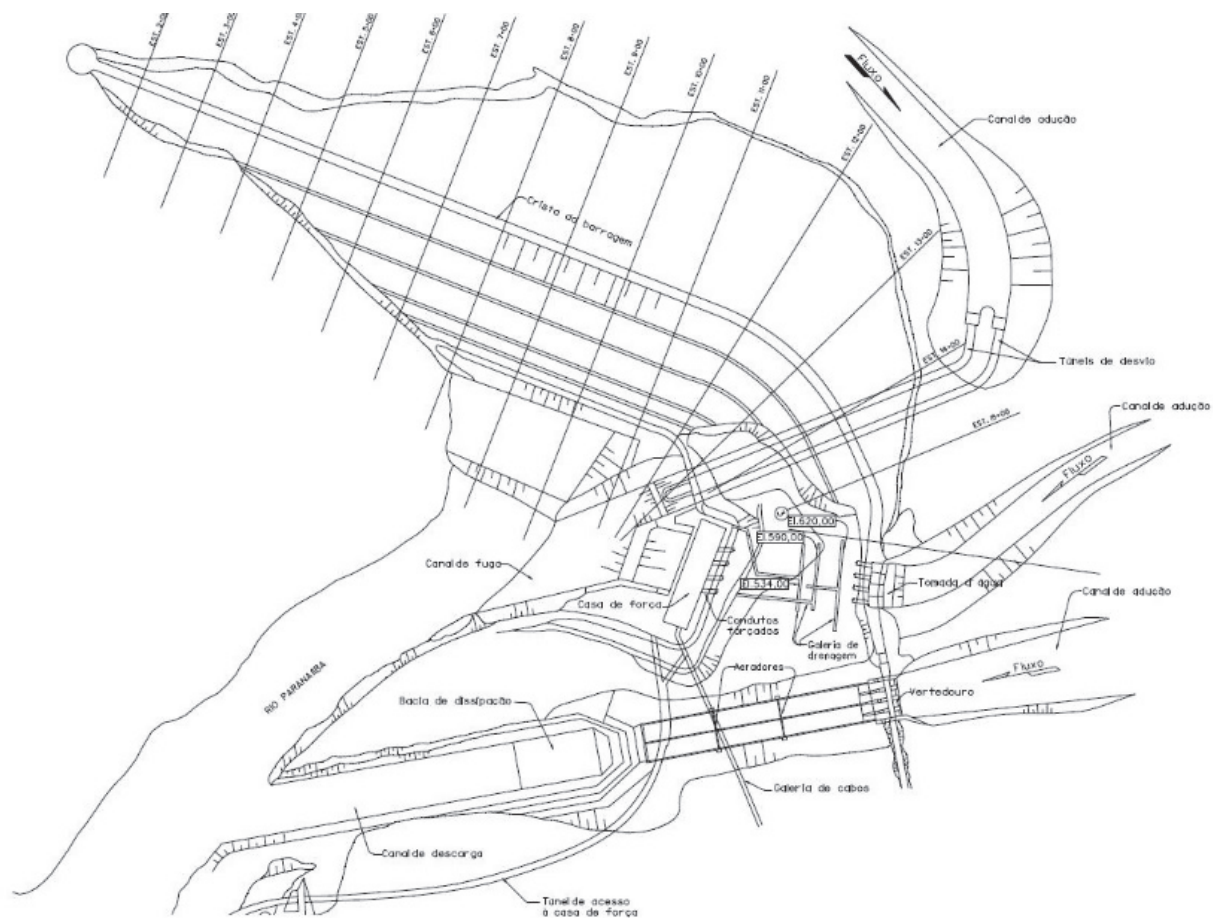 EST. 2+00
EST. 3+00
EST. 4+00
EST. 5+00
EST. 6+00
EST. 7+00
EST. 8+00
EST. 9+00
EST. 10+00
EST. 11+00
EST. 12+00
EST. 13+00
EST. 14+00
EST. 15+00
Fluxo
Canal de adução
Crista da barragem
Túneis de desvio
Canal de adução
Fluxo
El.620,00
El.590,00
El.534,00
Canal de fuga
Casa de força
Condutos
forçados
Tomada d'água
Canal de adução
Galeria de
drenagem
Aeradores
Fluxo
Vertedouro
RIO PARANAÍBA
Bacia de dissipação
Galeria de cabos
Canal de descarga
Túnel de acesso
à casa de força